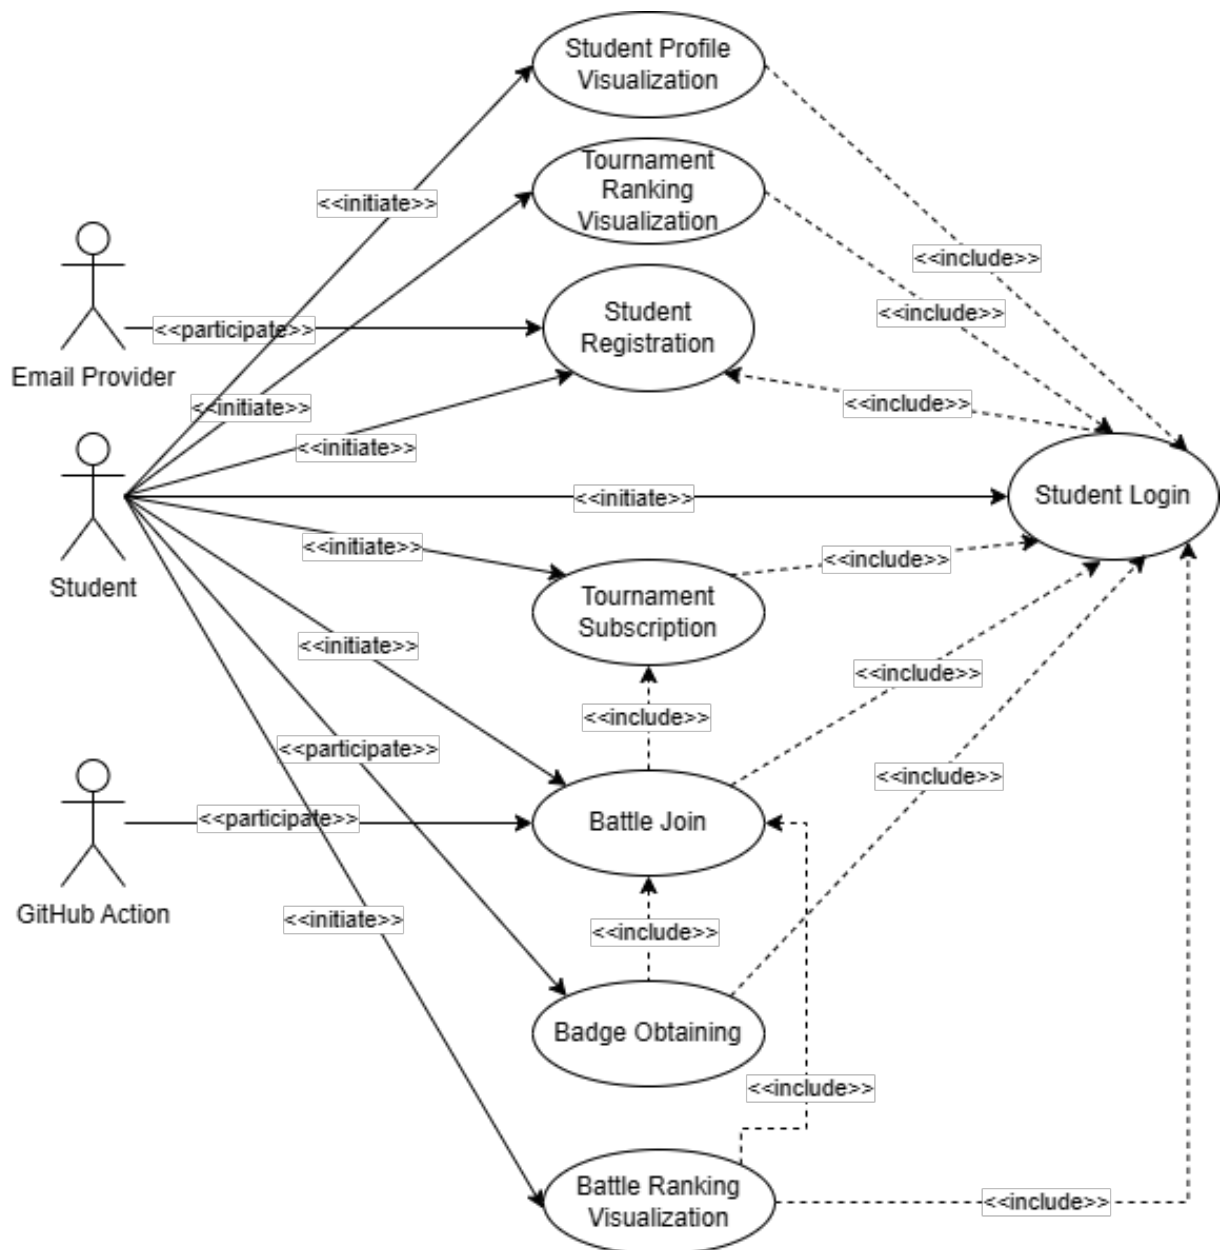 Student Profile
Visualization
Tournament
Ranking
Visualization
<<initiate>>
<<include>>
Student
Registration
<<participate>>
<<include>>
Email Provider
<<initiate>>
<<include>>
<<initiate>>
<<initiate>>
Student Login
Student
<<initiate>>
<<include>>
Tournament
Subscription
<<initiate>>
<<include>>
<<include>>
<<participate>>
<<include>>
<<participate>>
Battle Join
GitHub Action
<<initiate>>
<<include>>
Badge Obtaining
<<include>>
Battle Ranking
Visualization
<<include>>